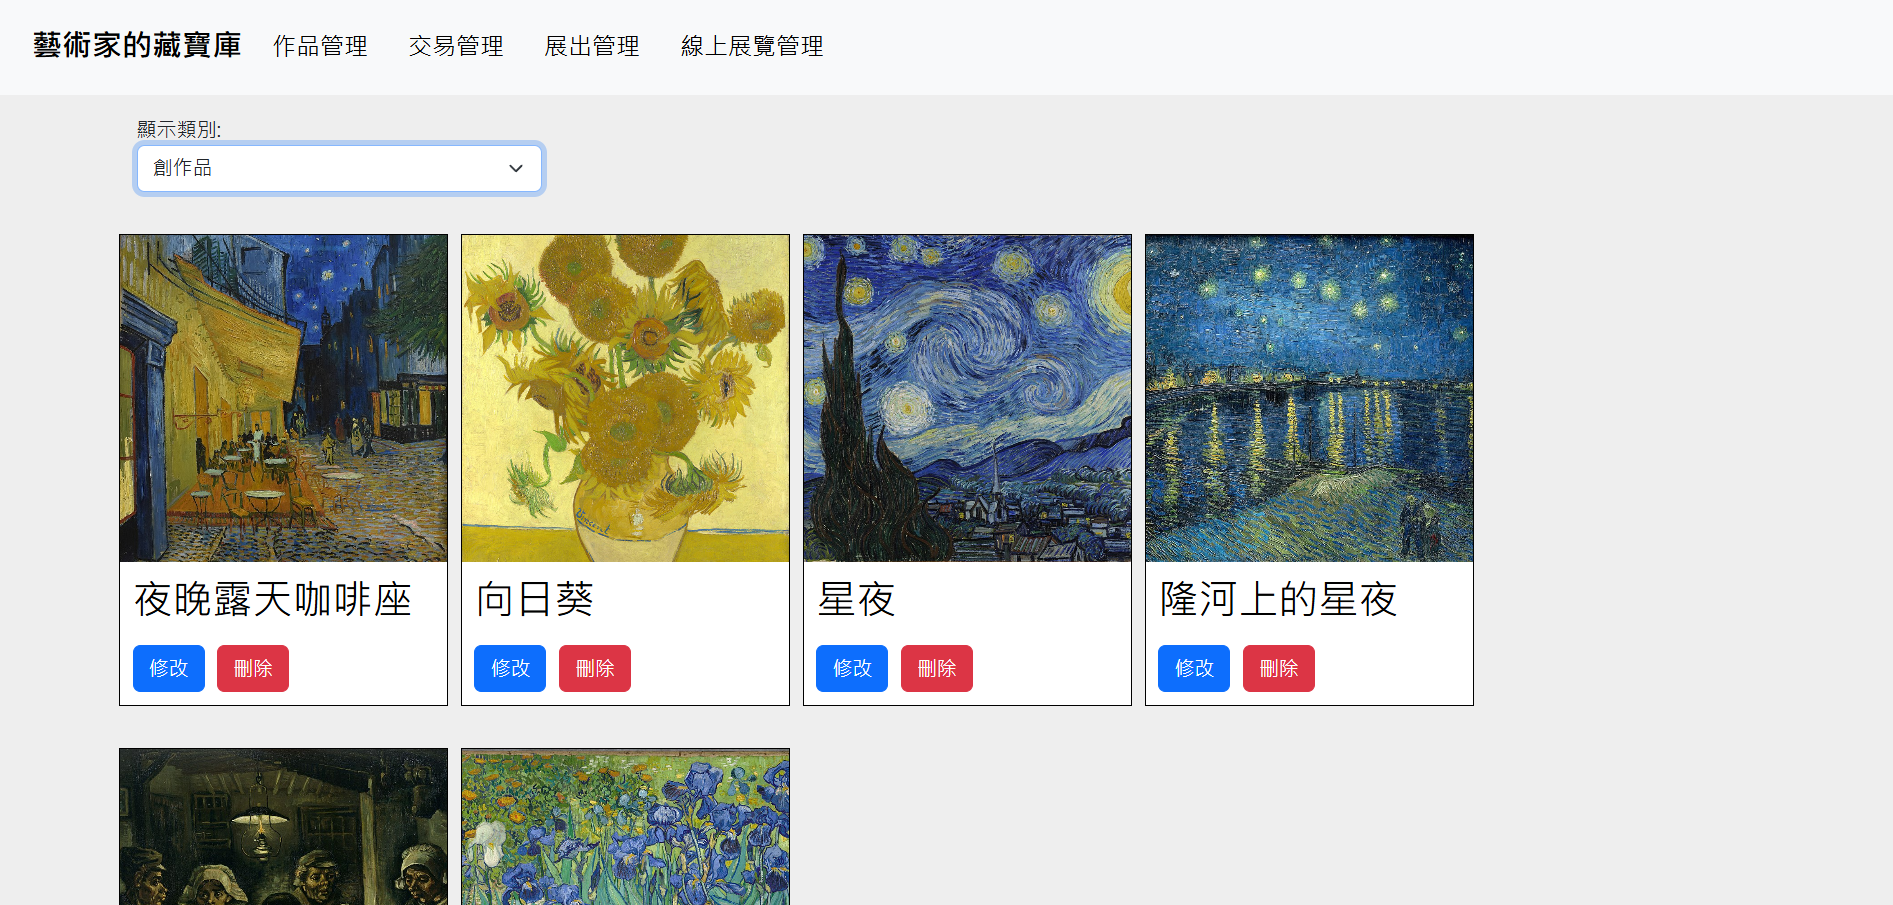 藝術家的藏寶庫 作品管理 交易管理 展出管理 線上展覽管理
顯示類別:
創作品
夜晚露天咖啡座
修改 刪除
向日葵
修改 刪除
星夜
修改 刪除
隆河上的星夜
修改 刪除
Vincent